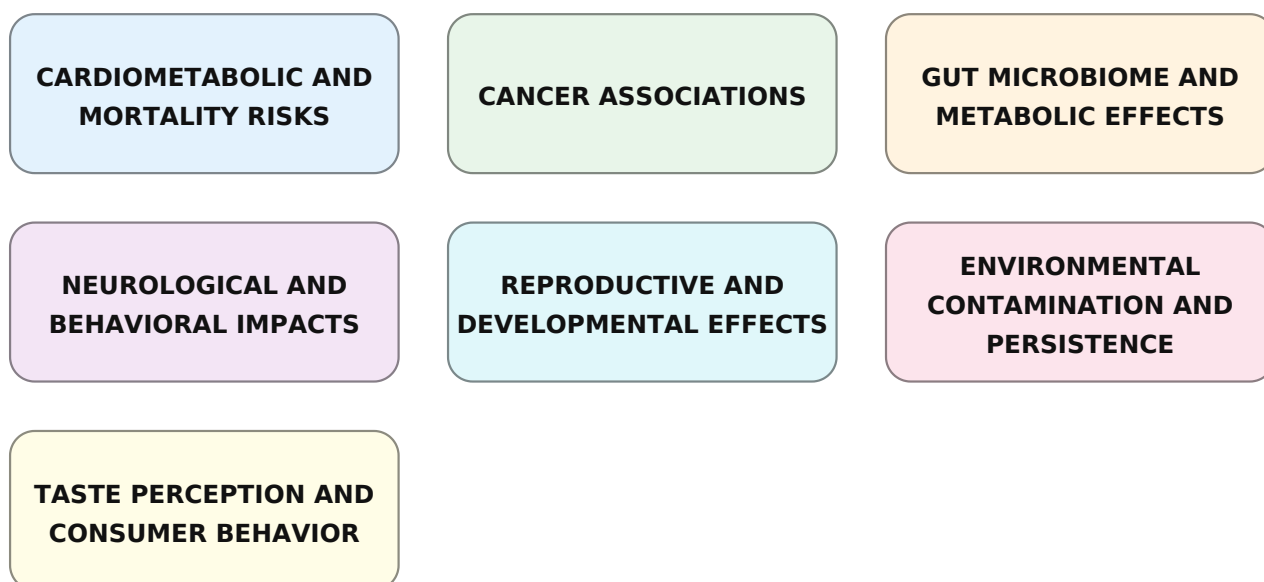 CARDIOMETABOLIC AND
MORTALITY RISKS
CANCER ASSOCIATIONS
GUT MICROBIOME AND
METABOLIC EFFECTS
NEUROLOGICAL AND
BEHAVIORAL IMPACTS
REPRODUCTIVE AND
DEVELOPMENTAL EFFECTS
ENVIRONMENTAL
CONTAMINATION AND
PERSISTENCE
TASTE PERCEPTION AND
CONSUMER BEHAVIOR